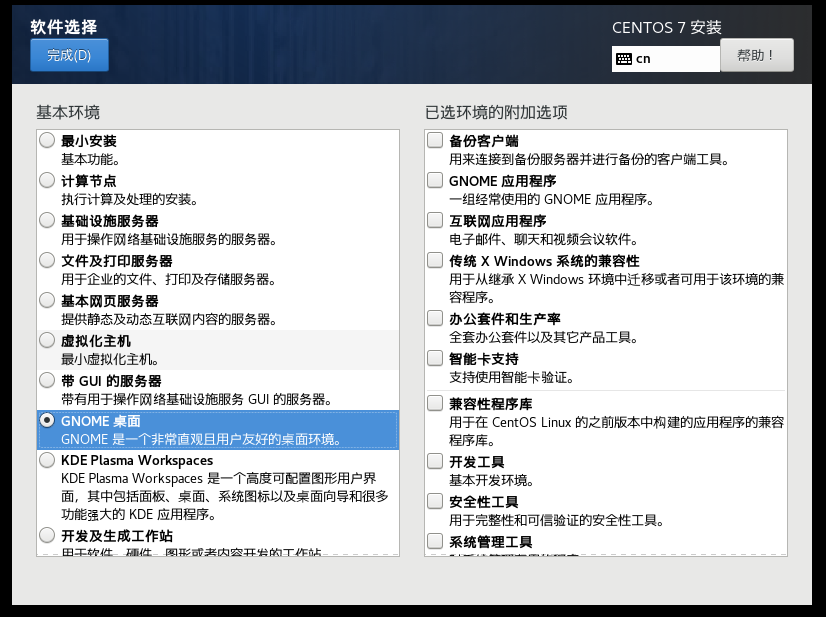 软件选择
完成(D)
CENTOS 7 安装
cn
帮助！
基本环境
最小安装
基本功能。
计算节点
执行计算及处理的安装。
基础设施服务器
用于操作网络基础设施服务的服务器。
文件及打印服务器
用于企业的文件、打印及存储服务器。
基本网页服务器
提供静态及动态互联网内容的服务器。
虚拟化主机
最小虚拟化主机。
带 GUI 的服务器
带有用于操作网络基础设施服务 GUI 的服务器。
GNOME 桌面
GNOME 是一个非常直观且用户友好的桌面环境。
KDE Plasma Workspaces
KDE Plasma Workspaces 是一个高度可配置图形用户界
面，其中包括面板、桌面、系统图标以及桌面向导和很多
功能强大的 KDE 应用程序。
开发及生成工作站
用于软件、硬件、图形或者内容开发的工作站。
已选环境的附加选项
备份客户端
用来连接到备份服务器并进行备份的客户端工具。
GNOME 应用程序
一组经常使用的 GNOME 应用程序。
互联网应用程序
电子邮件、聊天和视频会议软件。
传统 X Windows 系统的兼容性
用于从继承 X Windows 环境中迁移或者可用于该环境的兼
容程序。
办公套件和生产率
全套办公套件以及其它产品工具。
智能卡支持
支持使用智能卡验证。
兼容性程序库
用于在 CentOS Linux 的之前版本中构建的应用程序的兼容
程序库。
开发工具
基本开发环境。
安全性工具
用于完整性和可信验证的安全性工具。
系统管理工具